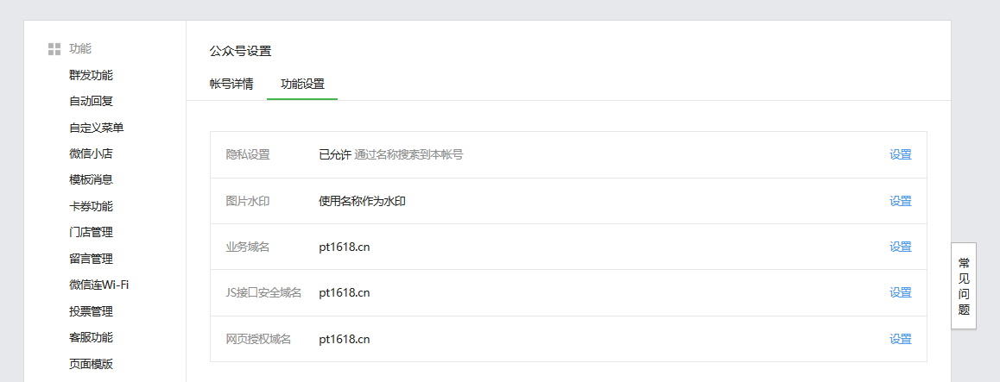 功能
群发功能
自动回复
自定义菜单
微信小店
模板消息
卡券功能
门店管理
留言管理
微信连Wi-Fi
投票管理
客服功能
页面模版
公众号设置
帐号详情 功能设置
隐私设置 已允许 通过名称搜索到本帐号 设置
图片水印 使用名称作为水印 设置
业务域名 pt1618.cn 设置
JS接口安全域名 pt1618.cn 设置
网页授权域名 pt1618.cn 设置
常见问题